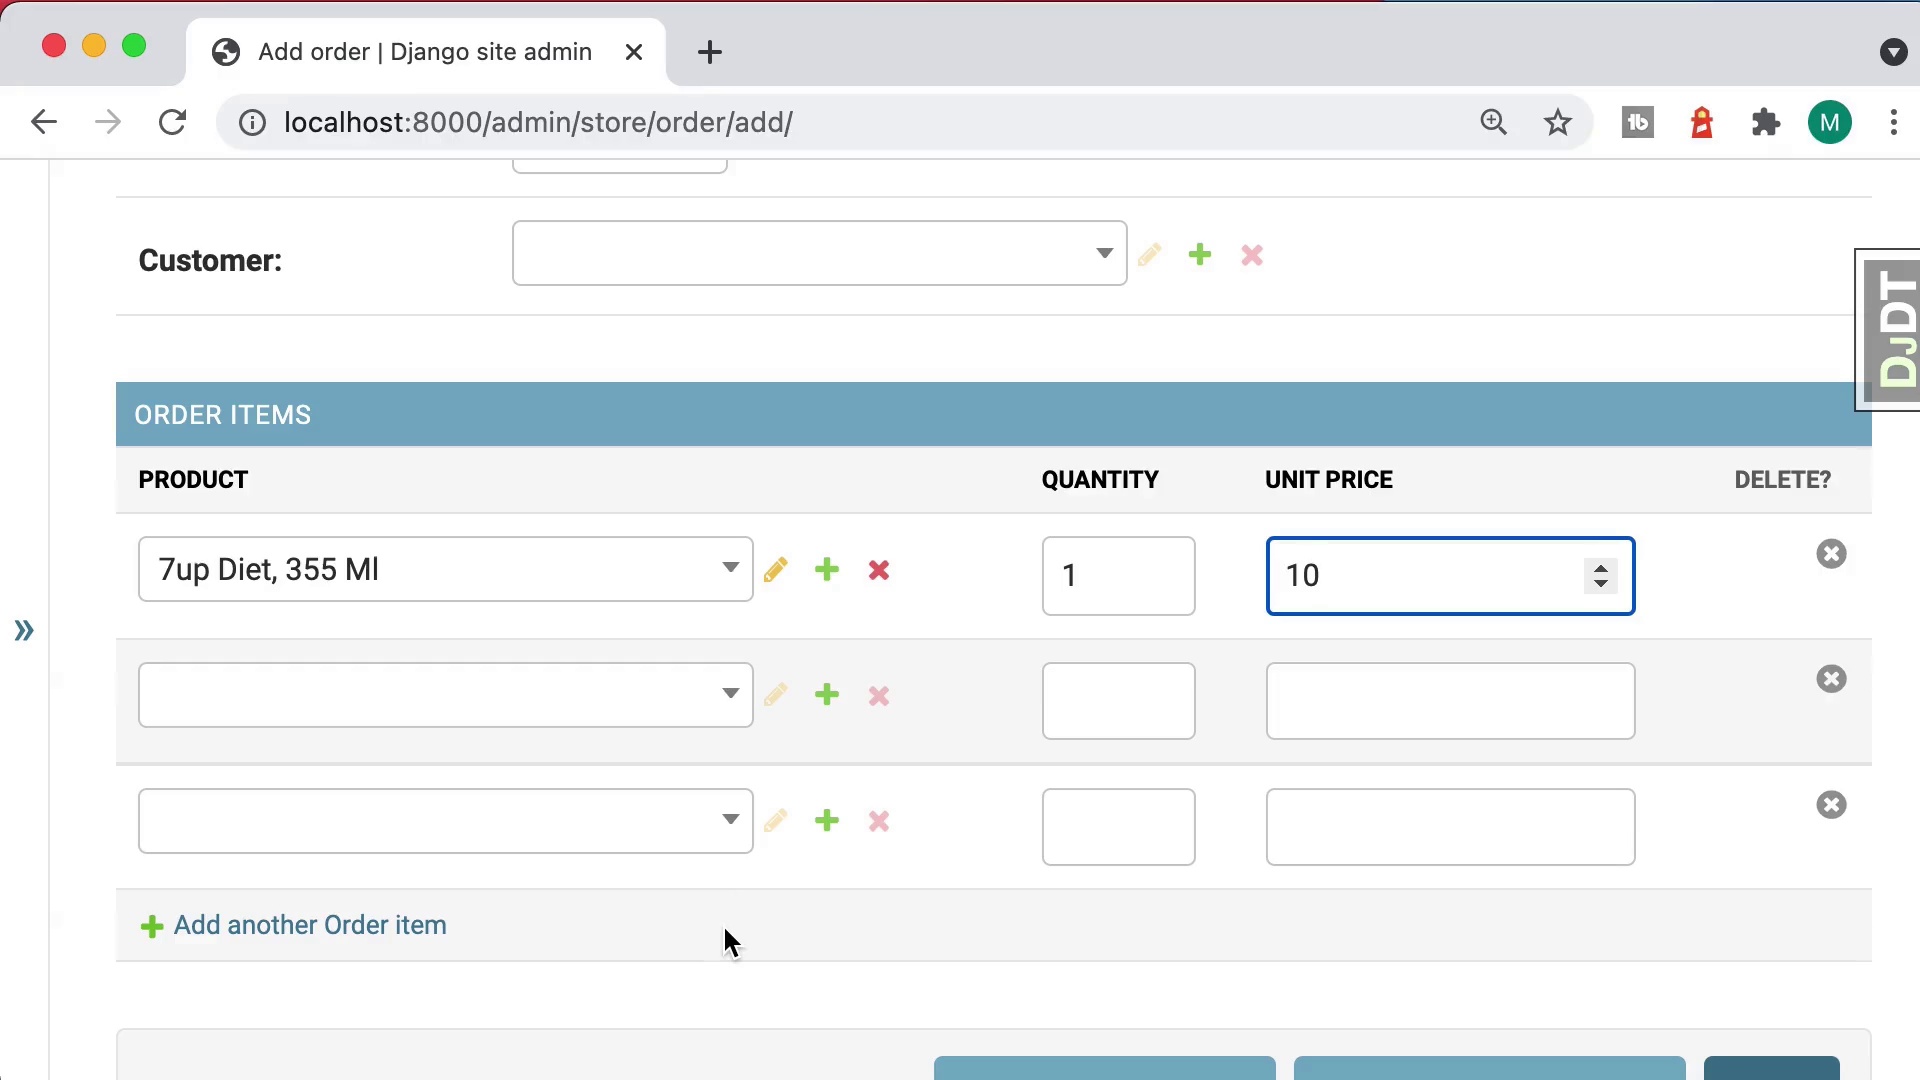 Add order | Django site admin
localhost:8000/admin/store/order/add/
M
Customer:
DJDT
ORDER ITEMS
PRODUCT QUANTITY UNIT PRICE DELETE?
7up Diet, 355 Ml 1 10
Add another Order item